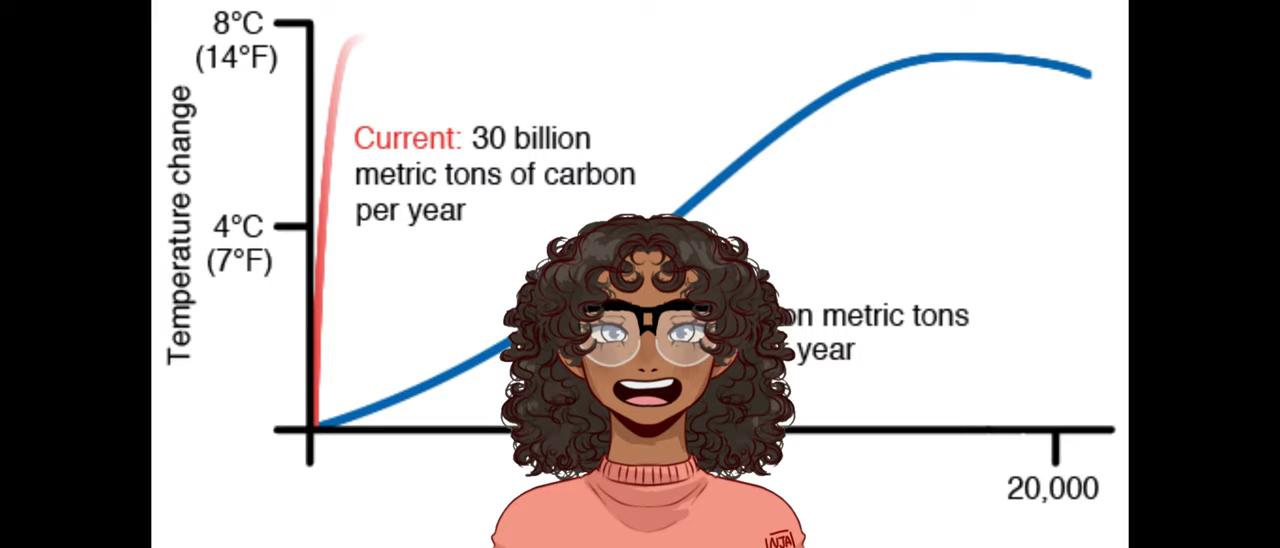 8°C
(14°F)
Temperature change
Current: 30 billion
metric tons of carbon
per year
4°C
(7°F)
metric tons
year
20,000